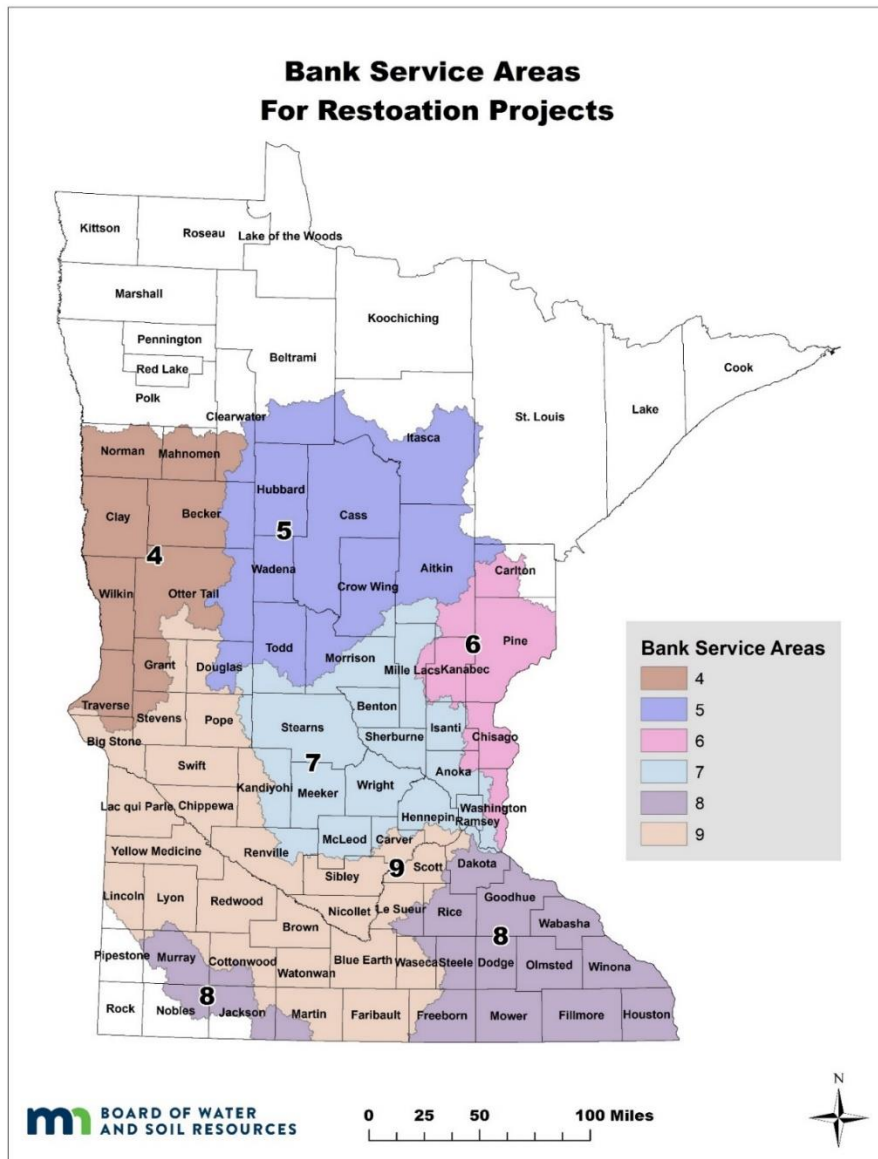 Bank Service Areas
For Restoation Projects
Kittson
Roseau
Lake of the Woods
Marshall
Koochiching
Pennington
Beltrami
Red Lake
Polk
Cook
Lake
St. Louis
Clearwater
Itasca
Norman
Mahnomen
Hubbard
Clay
Becker
Cass
5
4
Wadena
Aitkin
Carlton
Wilkin
Otter Tail
Crow Wing
6
Pine
Grant
Douglas
Todd
Morrison
Mille Lacs
Kanabec
Traverse
Stevens
Pope
Benton
Stearns
Isanti
Chisago
Big Stone
Sherburne
Swift
7
Anoka
Kandiyohi
Meeker
Wright
Lac qui Parle
Chippewa
Washington
Hennepin
Ramsey
McLeod
Carver
Yellow Medicine
Renville
9
Scott
Dakota
Sibley
Lincoln
Lyon
Redwood
Goodhue
Nicollet
Le Sueur
Rice
Wabasha
Brown
8
Pipestone
Murray
Cottonwood
Blue Earth
Waseca
Steele
Dodge
Olmsted
Winona
Watonwan
8
Rock
Nobles
Jackson
Martin
Faribault
Freeborn
Mower
Fillmore
Houston
Bank Service Areas
4
5
6
7
8
9
mn BOARD OF WATER
AND SOIL RESOURCES
0 25 50 100 Miles
N